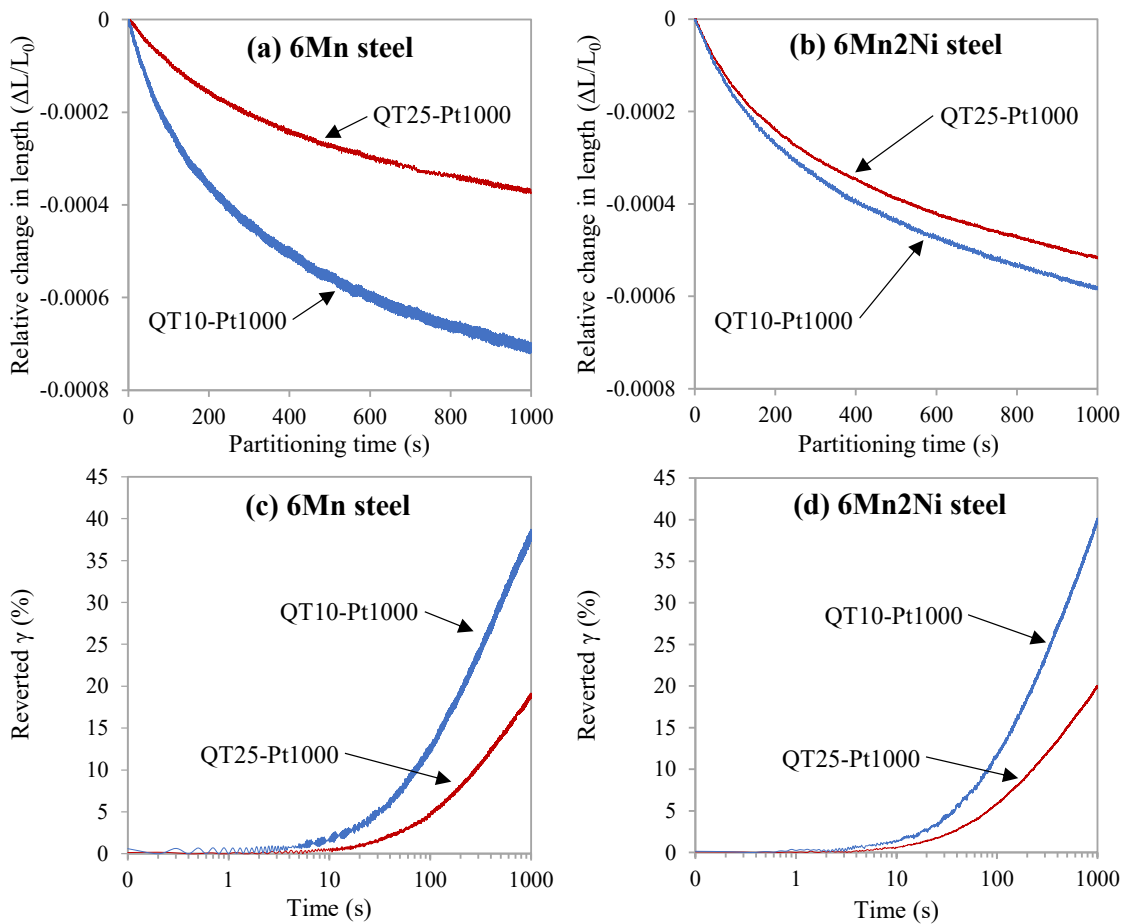 (a) 6Mn steel
Relative change in length (ΔL/L₀)
0
-0.0002
-0.0004
-0.0006
-0.0008
QT25-Pt1000
QT10-Pt1000
0 200 400 600 800 1000
Partitioning time (s)
(b) 6Mn2Ni steel
Relative change in length (ΔL/L₀)
0
-0.0002
-0.0004
-0.0006
-0.0008
QT25-Pt1000
QT10-Pt1000
0 200 400 600 800 1000
Partitioning time (s)
(c) 6Mn steel
Reverted γ (%)
45
40
35
30
25
20
15
10
5
0
QT10-Pt1000
QT25-Pt1000
0 1 10 100 1000
Time (s)
(d) 6Mn2Ni steel
Reverted γ (%)
45
40
35
30
25
20
15
10
5
0
QT10-Pt1000
QT25-Pt1000
0 1 10 100 1000
Time (s)